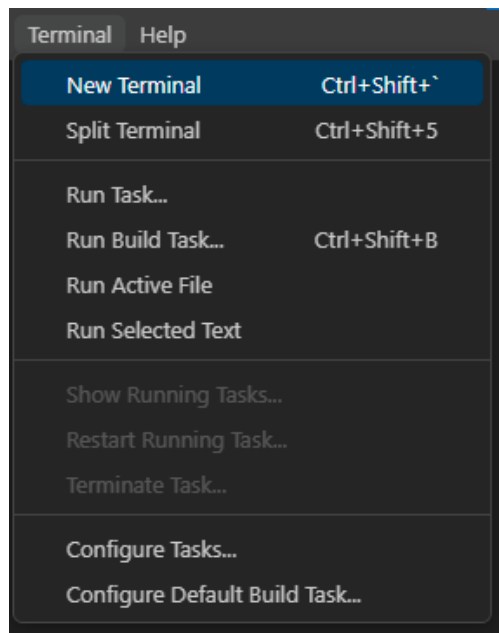 Terminal Help
New Terminal Ctrl+Shift+`
Split Terminal Ctrl+Shift+5
Run Task...
Run Build Task... Ctrl+Shift+B
Run Active File
Run Selected Text
Show Running Tasks...
Restart Running Task...
Terminate Task...
Configure Tasks...
Configure Default Build Task...